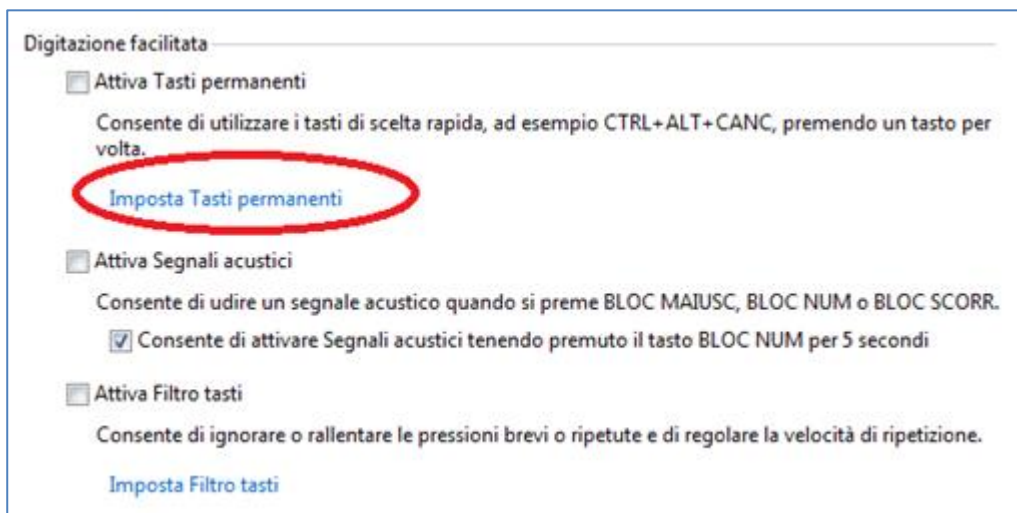 Digitazione facilitata
Attiva Tasti permanenti
Consente di utilizzare i tasti di scelta rapida, ad esempio CTRL+ALT+CANC, premendo un tasto per
volta.
Imposta Tasti permanenti
Attiva Segnali acustici
Consente di udire un segnale acustico quando si preme BLOC MAIUSC, BLOC NUM o BLOC SCORR.
Consente di attivare Segnali acustici tenendo premuto il tasto BLOC NUM per 5 secondi
Attiva Filtro tasti
Consente di ignorare o rallentare le pressioni brevi o ripetute e di regolare la velocità di ripetizione.
Imposta Filtro tasti